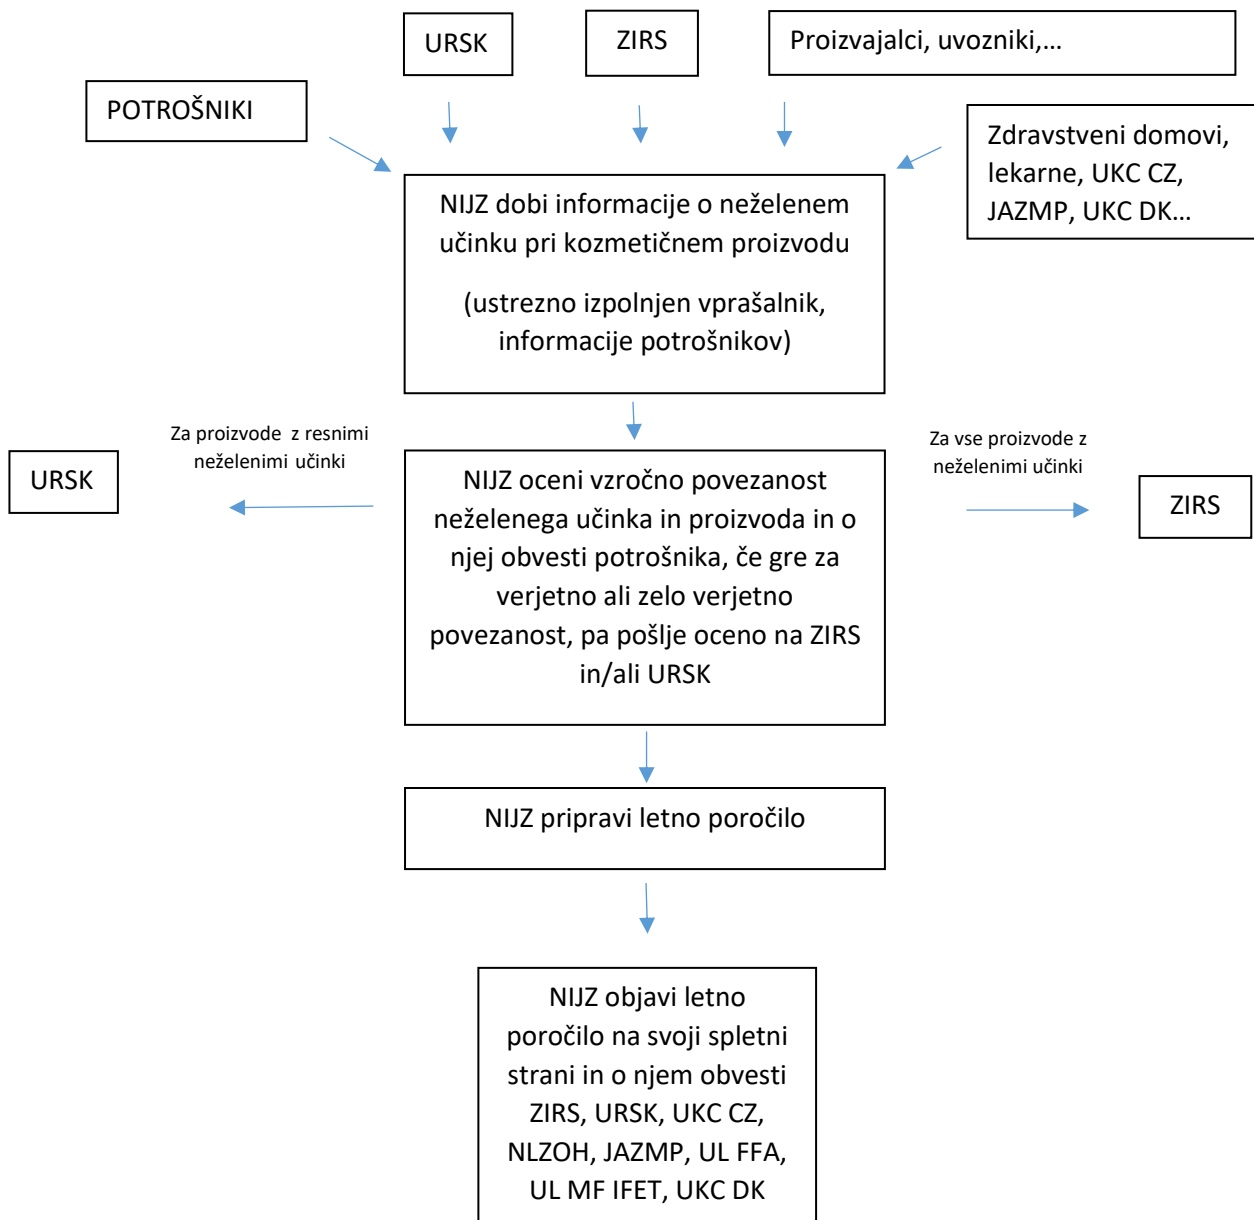 URSK
ZIRS
Proizvajalci, uvozniki,...
POTROŠNIKI
Zdravstveni domovi,
lekarne, UKC CZ,
JAZMP, UKC DK...
NIJZ dobi informacije o neželenem
učinku pri kozmetičnem proizvodu
(ustrezno izpolnjen vprašalnik,
informacije potrošnikov)
Za proizvode z resnimi
neželenimi učinki
URSK
NIJZ oceni vzročno povezanost
neželenega učinka in proizvoda in o
njej obvesti potrošnika, če gre za
verjetno ali zelo verjetno
povezanost, pa pošlje oceno na ZIRS
in/ali URSK
Za vse proizvode z
neželenimi učinki
ZIRS
NIJZ pripravi letno poročilo
NIJZ objavi letno
poročilo na svoji spletni
strani in o njem obvesti
ZIRS, URSK, UKC CZ,
NLZOH, JAZMP, UL FFA,
UL MF IFET, UKC DK